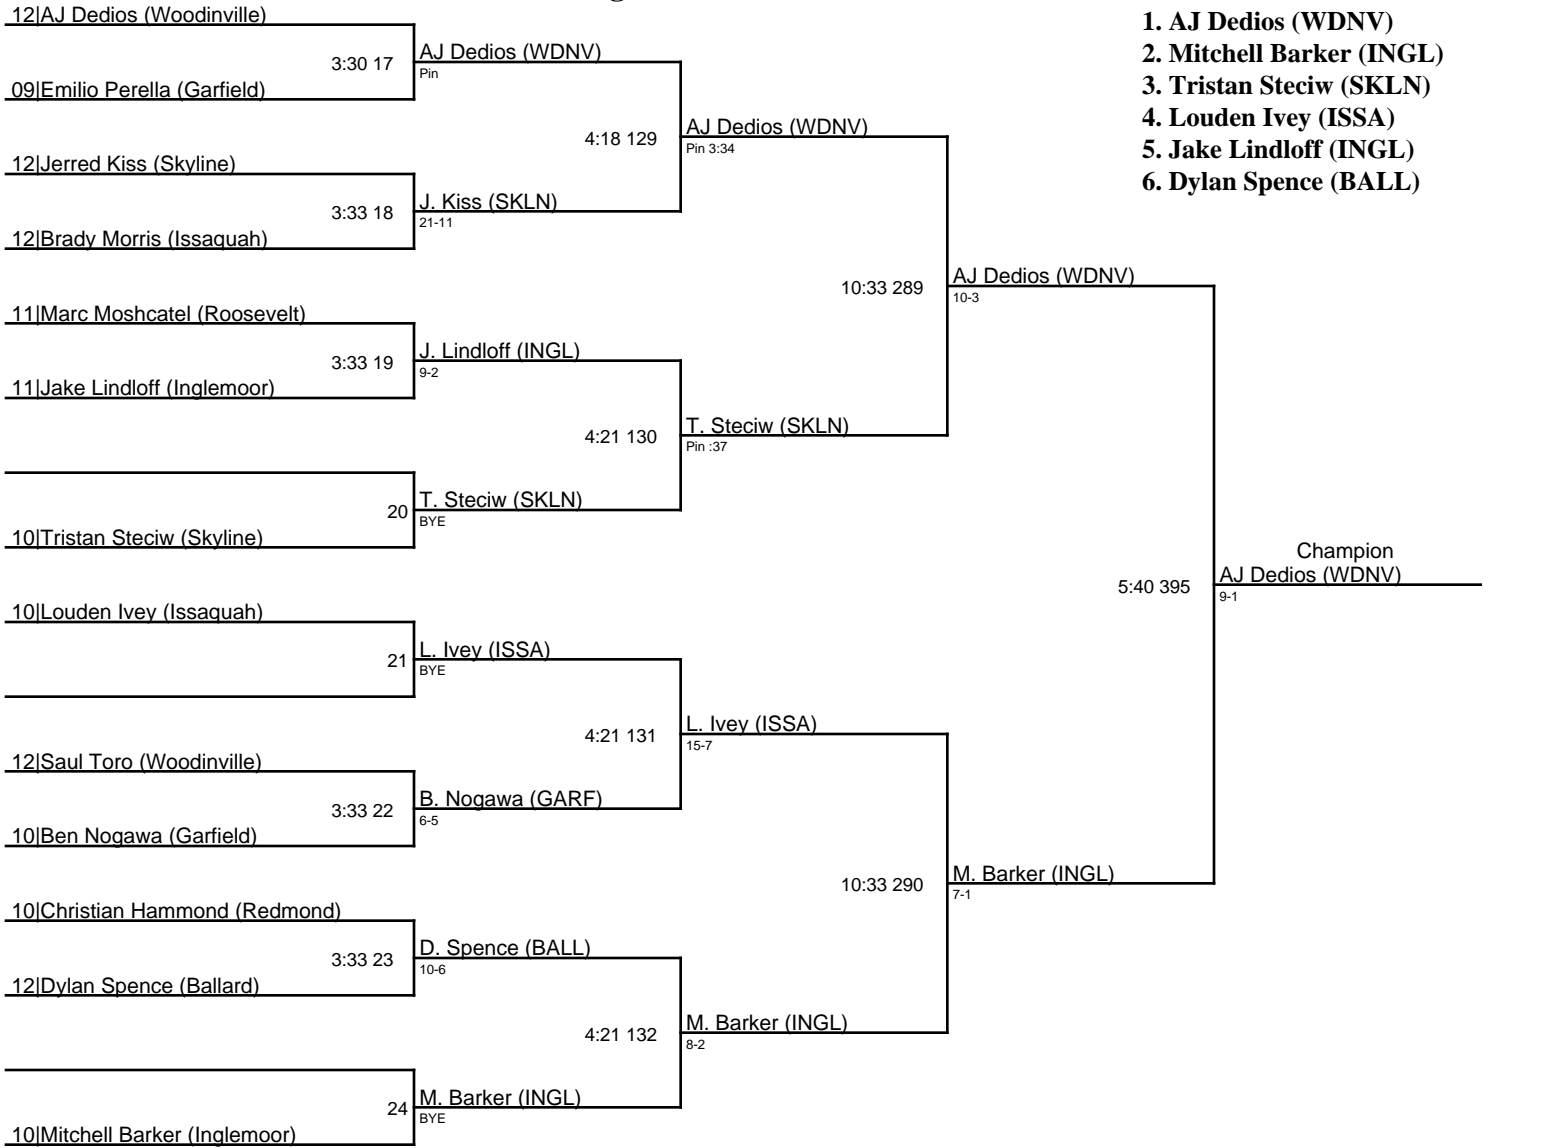 12|AJ Dedios (Woodinville)
3:30 17
AJ Dedios (WDNV)
Pin
09|Emilio Perella (Garfield)
4:18 129
AJ Dedios (WDNV)
Pin 3:34
12|Jerred Kiss (Skyline)
3:33 18
J. Kiss (SKLN)
21-11
12|Brady Morris (Issaquah)
10:33 289
AJ Dedios (WDNV)
10-3
11|Marc Moshcatel (Roosevelt)
3:33 19
J. Lindloff (INGL)
9-2
11|Jake Lindloff (Inglemoor)
4:21 130
T. Steciw (SKLN)
Pin :37
20
T. Steciw (SKLN)
BYE
10|Tristan Steciw (Skyline)
5:40 395
Champion
AJ Dedios (WDNV)
9-1
10|Louden Ivey (Issaquah)
21
L. Ivey (ISSA)
BYE
4:21 131
L. Ivey (ISSA)
15-7
12|Saul Toro (Woodinville)
3:33 22
B. Nogawa (GARF)
6-5
10|Ben Nogawa (Garfield)
10:33 290
M. Barker (INGL)
7-1
10|Christian Hammond (Redmond)
3:33 23
D. Spence (BALL)
10-6
12|Dylan Spence (Ballard)
4:21 132
M. Barker (INGL)
8-2
24
M. Barker (INGL)
BYE
10|Mitchell Barker (Inglemoor)
1. AJ Dedios (WDNV)
2. Mitchell Barker (INGL)
3. Tristan Steciw (SKLN)
4. Louden Ivey (ISSA)
5. Jake Lindloff (INGL)
6. Dylan Spence (BALL)